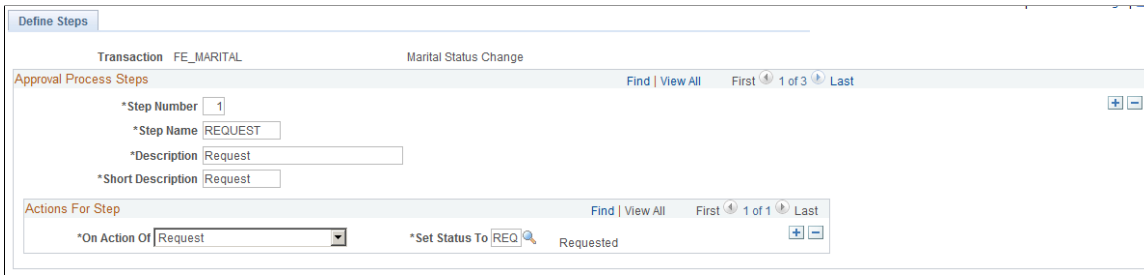 Define Steps
Transaction FE_MARITAL Marital Status Change
Approval Process Steps Find | View All First 1 of 3 Last
*Step Number 1
*Step Name REQUEST
*Description Request
*Short Description Request
Actions For Step Find | View All First 1 of 1 Last
*On Action Of Request *Set Status To REQ Requested